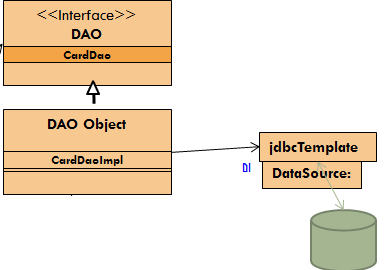 <<Interface>>
DAO
CardDao
DAO Object
CardDaoImpl
jdbcTemplate
DI
DataSource: